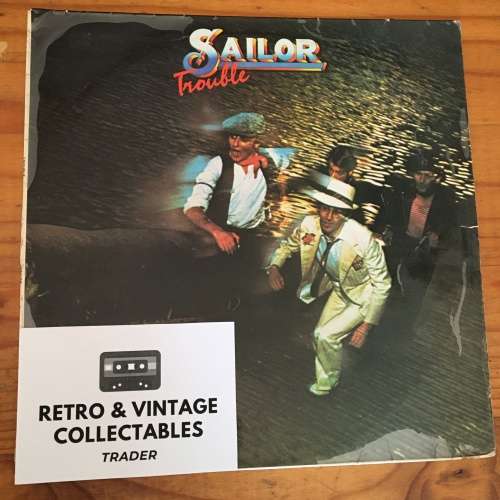 SAILOR
Trouble
RETRO & VINTAGE
COLLECTABLES
TRADER